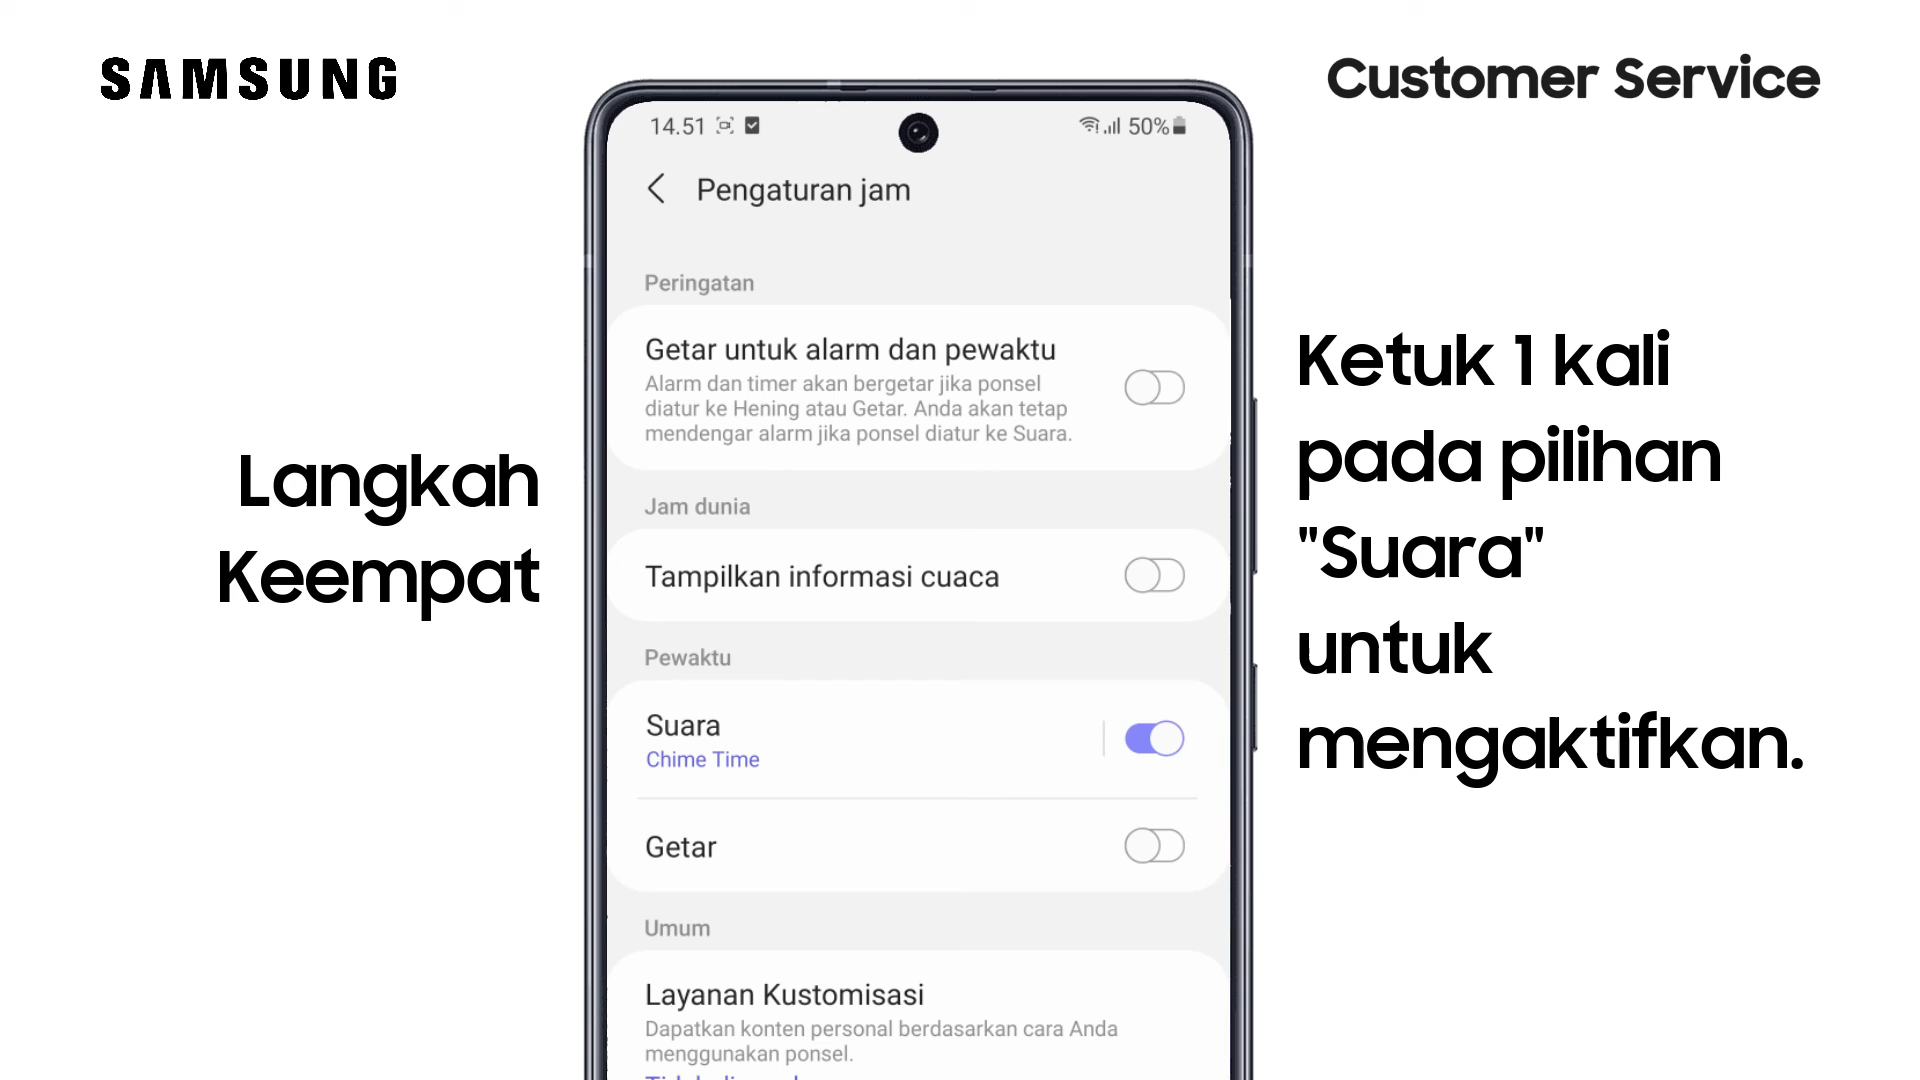 SAMSUNG
Customer Service
14.51
50%
Pengaturan jam
Peringatan
Getar untuk alarm dan pewaktu
Alarm dan timer akan bergetar jika ponsel
diatur ke Hening atau Getar. Anda akan tetap
mendengar alarm jika ponsel diatur ke Suara.
Jam dunia
Tampilkan informasi cuaca
Pewaktu
Suara
Chime Time
Getar
Umum
Layanan Kustomisasi
Dapatkan konten personal berdasarkan cara Anda
menggunakan ponsel.
Langkah
Keempat
Ketuk 1 kali
pada pilihan
"Suara"
untuk
mengaktifkan.